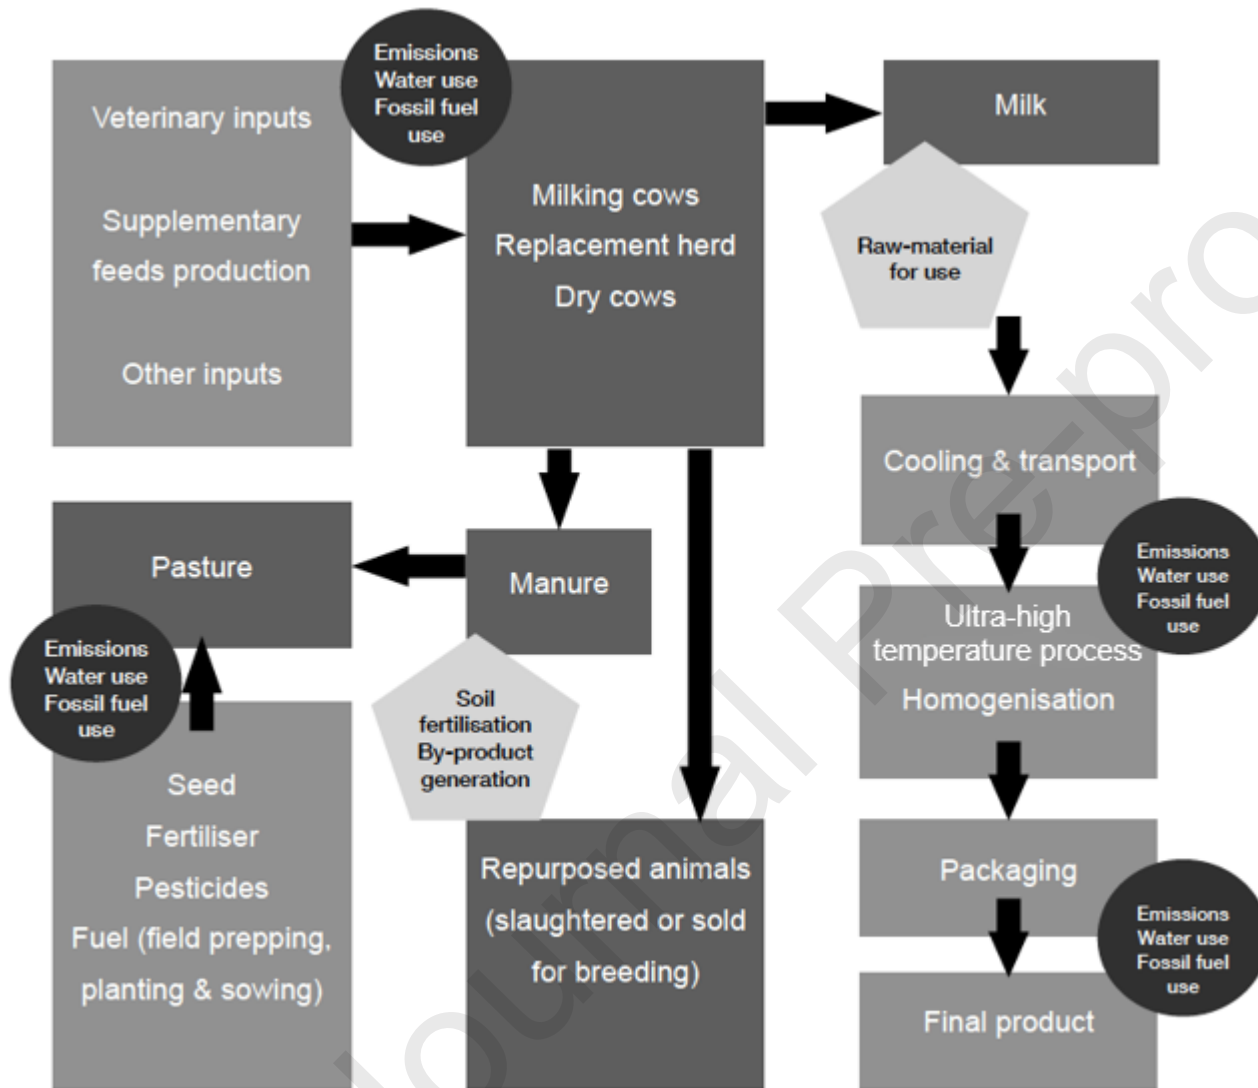 Veterinary inputs
Supplementary
feeds production
Other inputs
Emissions
Water use
Fossil fuel
use
Milking cows
Replacement herd
Dry cows
Milk
Raw-material
for use
Cooling & transport
Emissions
Water use
Fossil fuel
use
Ultra-high
temperature process
Homogenisation
Packaging
Emissions
Water use
Fossil fuel
use
Final product
Pasture
Manure
Emissions
Water use
Fossil fuel
use
Soil
fertilisation
By-product
generation
Seed
Fertiliser
Pesticides
Fuel (field prepping,
planting & sowing)
Repurposed animals
(slaughtered or sold
for breeding)
Journal Pre-pro